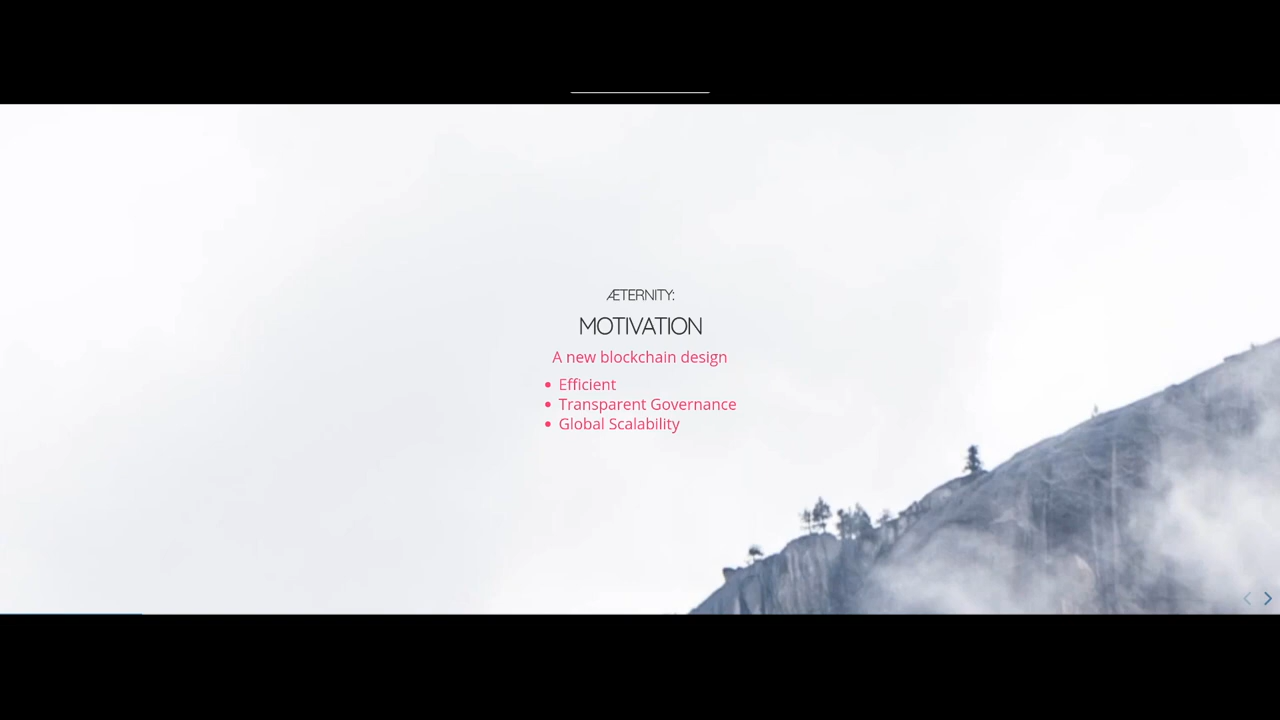 ÆTERNITY:
MOTIVATION
A new blockchain design
• Efficient
• Transparent Governance
• Global Scalability